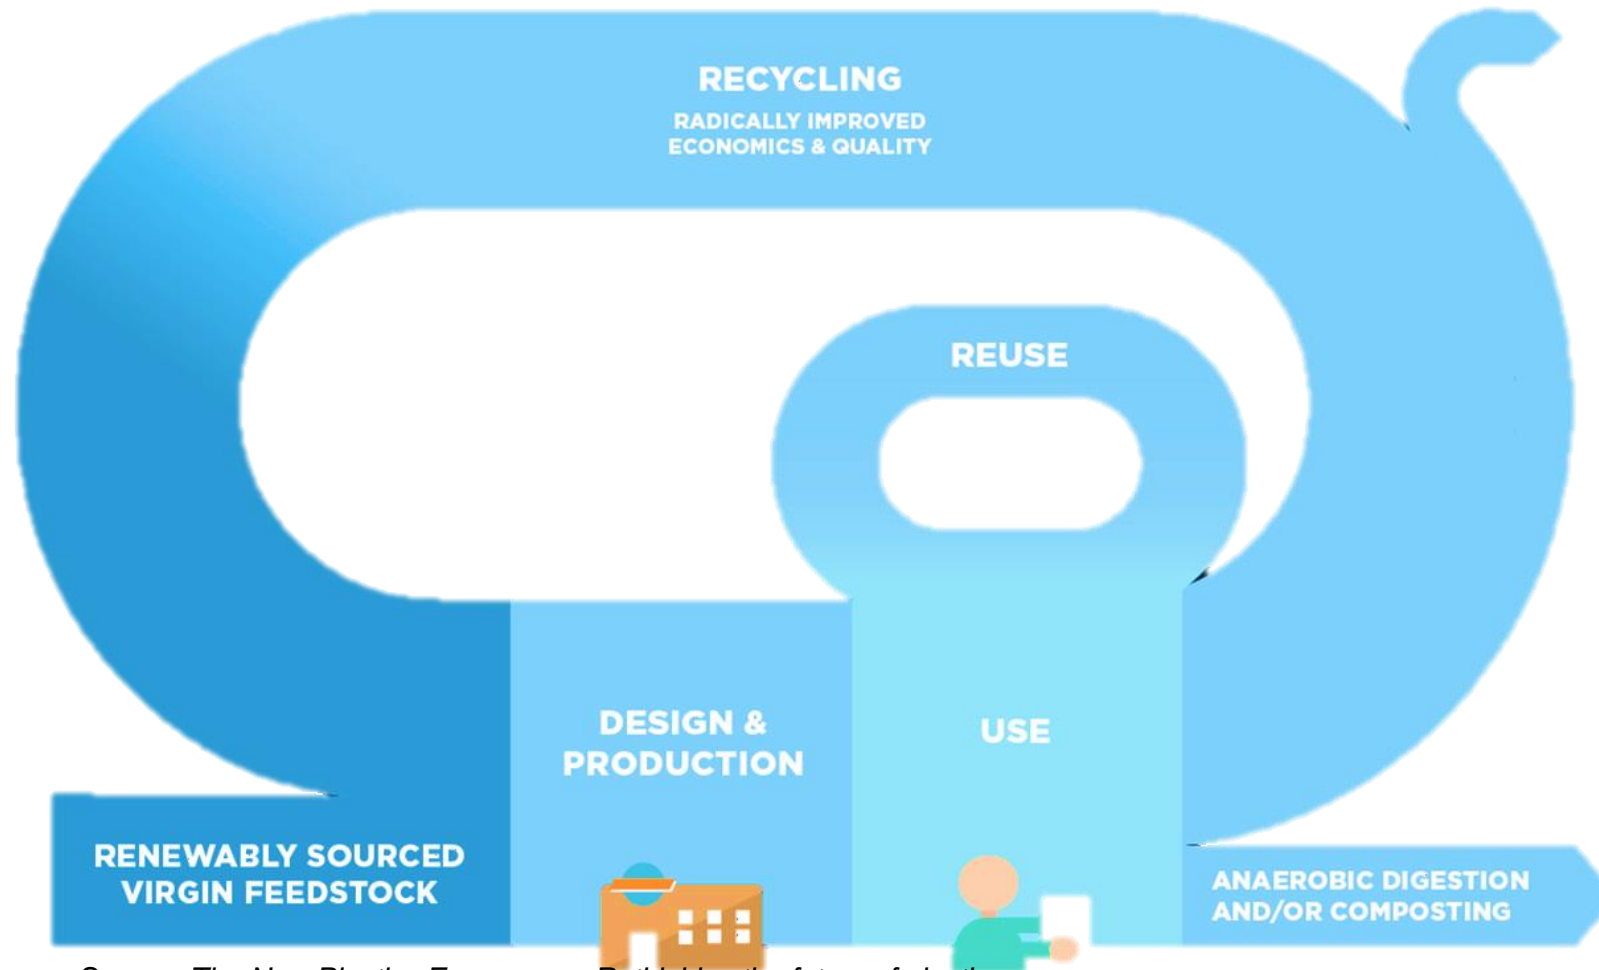 RECYCLING
RADICALLY IMPROVED
ECONOMICS & QUALITY
REUSE
DESIGN &
PRODUCTION
USE
RENEWABLY SOURCED
VIRGIN FEEDSTOCK
ANAEROBIC DIGESTION
AND/OR COMPOSTING